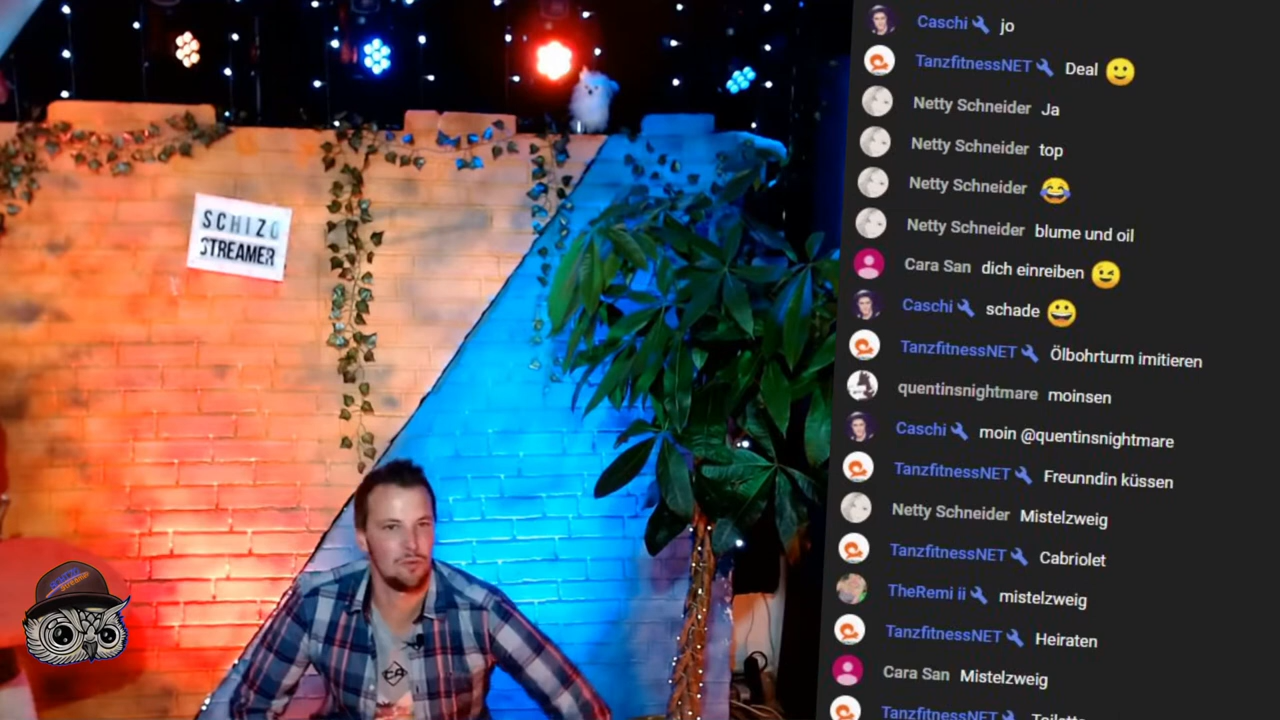 SCHIZO
STREAMER
Caschi jo
TanzfitnessNET Deal 🙂
Netty Schneider Ja
Netty Schneider top
Netty Schneider 😂
Netty Schneider blume und oil
Cara San dich einreiben 😉
Caschi schade 😀
TanzfitnessNET Ölbohrturm imitieren
quentinsnightmare moinsen
Caschi moin @quentinsnightmare
TanzfitnessNET Freunndin küssen
Netty Schneider Mistelzweig
TanzfitnessNET Cabriolet
TheRemi ii mistelzweig
TanzfitnessNET Heiraten
Cara San Mistelzweig
TanzfitnessNET